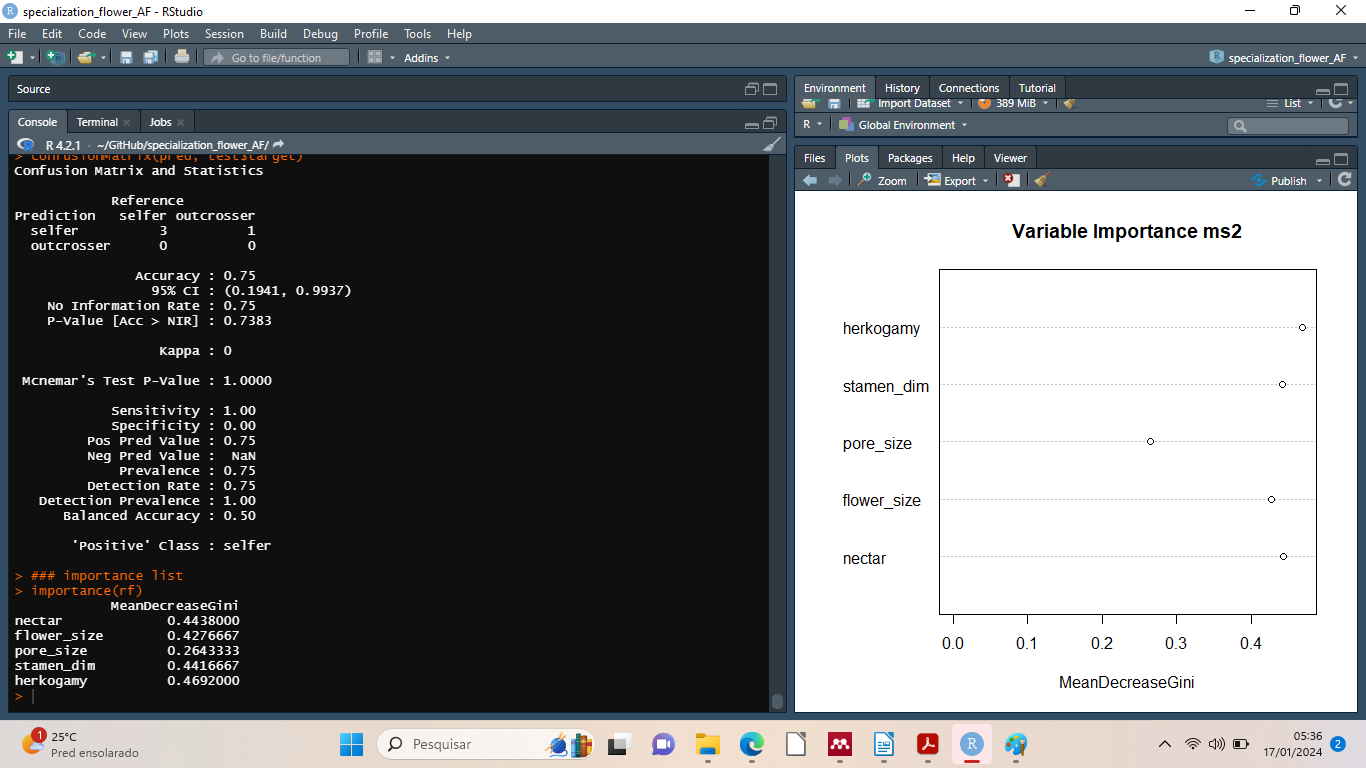 specialization_flower_AF - RStudio
File Edit Code View Plots Session Build Debug Profile Tools Help
Go to file/function Addins specialization_flower_AF
Source
Console Terminal Jobs
R 4.2.1 · ~/GitHub/specialization_flower_AF/
> confusionMatrix(pred, test$target)
Confusion Matrix and Statistics
Reference
Prediction selfer outcrosser
selfer 3 1
outcrosser 0 0
Accuracy : 0.75
95% CI : (0.1941, 0.9937)
No Information Rate : 0.75
P-Value [Acc > NIR] : 0.7383
Kappa : 0
Mcnemar's Test P-Value : 1.0000
Sensitivity : 1.00
Specificity : 0.00
Pos Pred Value : 0.75
Neg Pred Value : NaN
Prevalence : 0.75
Detection Rate : 0.75
Detection Prevalence : 1.00
Balanced Accuracy : 0.50
'Positive' Class : selfer
> ### importance list
> importance(rf)
MeanDecreaseGini
nectar 0.4438000
flower_size 0.4276667
pore_size 0.2643333
stamen_dim 0.4416667
herkogamy 0.4692000
>
Environment History Connections Tutorial
Import Dataset 389 MiB List
R Global Environment
Files Plots Packages Help Viewer
Zoom Export Publish
Variable Importance ms2
herkogamy
stamen_dim
pore_size
flower_size
nectar
0.0 0.1 0.2 0.3 0.4
MeanDecreaseGini
1
25°C
Pred ensolarado
Pesquisar
R
05:36
17/01/2024
2